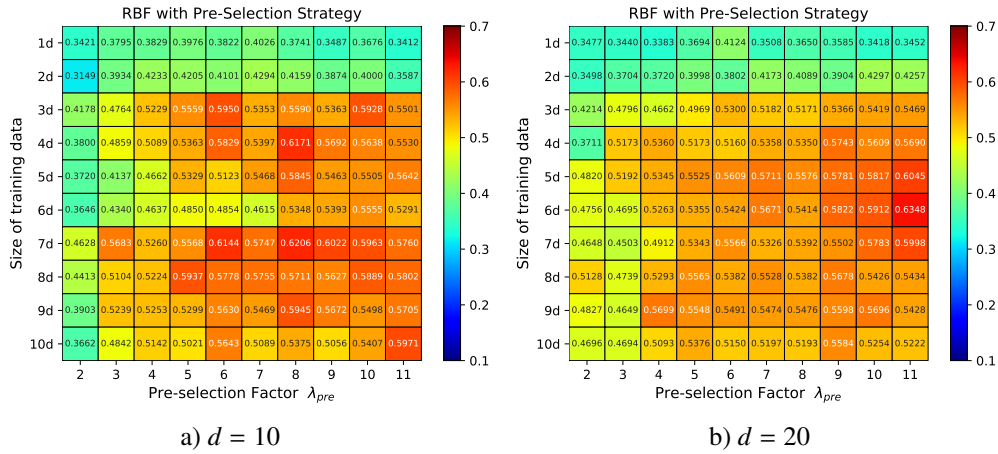 RBF with Pre-Selection Strategy
1d 0.3421 0.3795 0.3829 0.3976 0.3822 0.4026 0.3741 0.3487 0.3676 0.3412
2d 0.3149 0.3934 0.4233 0.4205 0.4101 0.4294 0.4159 0.3874 0.4000 0.3587
3d 0.4178 0.4764 0.5229 0.5559 0.5950 0.5353 0.5590 0.5363 0.5928 0.5501
4d 0.3800 0.4859 0.5089 0.5363 0.5829 0.5397 0.6171 0.5692 0.5638 0.5530
5d 0.3720 0.4137 0.4662 0.5329 0.5123 0.5468 0.5845 0.5463 0.5505 0.5642
6d 0.3646 0.4340 0.4637 0.4850 0.4854 0.4615 0.5348 0.5393 0.5555 0.5291
7d 0.4628 0.5683 0.5260 0.5568 0.6144 0.5747 0.6206 0.6022 0.5963 0.5760
8d 0.4413 0.5104 0.5224 0.5937 0.5778 0.5755 0.5711 0.5627 0.5889 0.5802
9d 0.3903 0.5239 0.5253 0.5299 0.5630 0.5469 0.5945 0.5672 0.5498 0.5705
10d 0.3662 0.4842 0.5142 0.5021 0.5643 0.5089 0.5375 0.5056 0.5407 0.5971
2 3 4 5 6 7 8 9 10 11
Pre-selection Factor λpre
Size of training data
0.7
0.6
0.5
0.4
0.3
0.2
0.1
a) d = 10
RBF with Pre-Selection Strategy
1d 0.3477 0.3440 0.3383 0.3694 0.4124 0.3508 0.3650 0.3585 0.3418 0.3452
2d 0.3498 0.3704 0.3720 0.3998 0.3802 0.4173 0.4089 0.3904 0.4297 0.4257
3d 0.4214 0.4796 0.4662 0.4969 0.5300 0.5182 0.5171 0.5366 0.5419 0.5469
4d 0.3711 0.5173 0.5360 0.5173 0.5160 0.5358 0.5350 0.5743 0.5609 0.5690
5d 0.4820 0.5192 0.5345 0.5525 0.5609 0.5711 0.5576 0.5781 0.5817 0.6045
6d 0.4756 0.4695 0.5263 0.5355 0.5424 0.5671 0.5414 0.5822 0.5912 0.6348
7d 0.4648 0.4503 0.4912 0.5343 0.5566 0.5326 0.5392 0.5502 0.5783 0.5998
8d 0.5128 0.4739 0.5293 0.5565 0.5382 0.5528 0.5382 0.5678 0.5426 0.5434
9d 0.4827 0.4649 0.5699 0.5548 0.5491 0.5474 0.5476 0.5598 0.5696 0.5428
10d 0.4696 0.4694 0.5093 0.5376 0.5150 0.5197 0.5193 0.5584 0.5254 0.5222
2 3 4 5 6 7 8 9 10 11
Pre-selection Factor λpre
Size of training data
0.7
0.6
0.5
0.4
0.3
0.2
0.1
b) d = 20